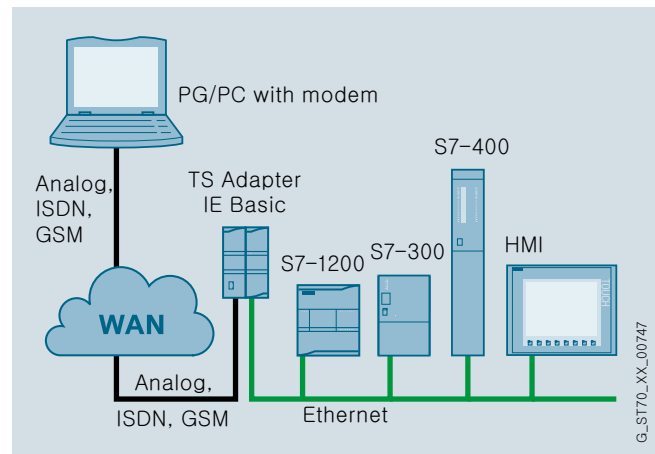 PG/PC with modem
S7-400
Analog,
ISDN,
GSM
TS Adapter
IE Basic
S7-1200
S7-300
HMI
WAN
Analog,
ISDN, GSM
Ethernet
TOUCH
G_ST70_XX_00747